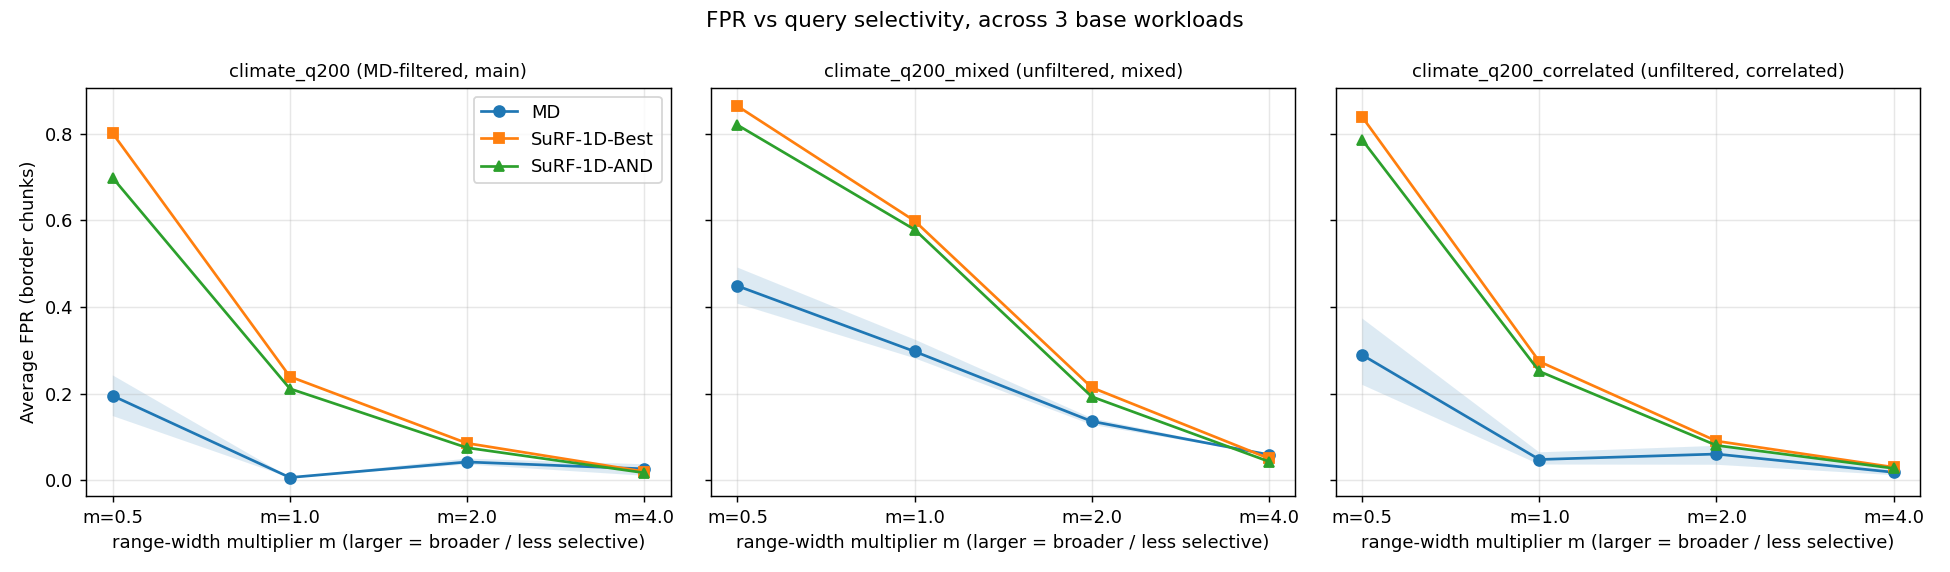 FPR vs query selectivity, across 3 base workloads
climate_q200 (MD-filtered, main)
climate_q200_mixed (unfiltered, mixed)
climate_q200_correlated (unfiltered, correlated)
MD
SuRF-1D-Best
SuRF-1D-AND
Average FPR (border chunks)
0.8
0.6
0.4
0.2
0.0
m=0.5 m=1.0 m=2.0 m=4.0
m=0.5 m=1.0 m=2.0 m=4.0
m=0.5 m=1.0 m=2.0 m=4.0
range-width multiplier m (larger = broader / less selective)
range-width multiplier m (larger = broader / less selective)
range-width multiplier m (larger = broader / less selective)